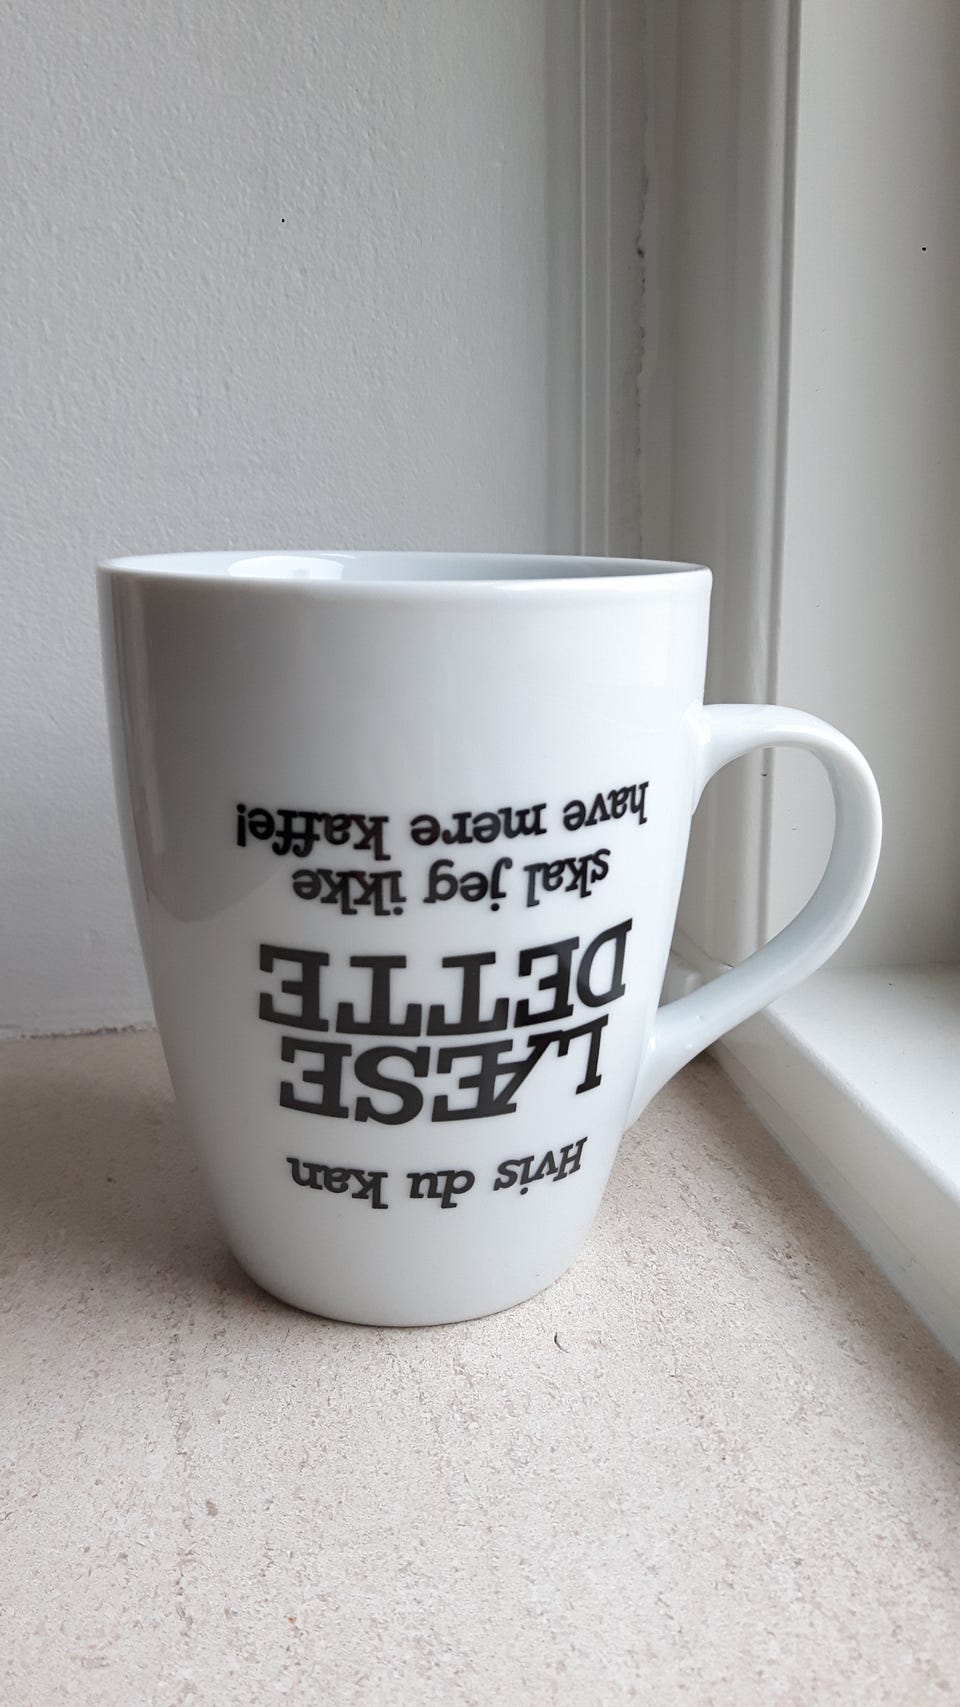 Hvis du kan
LÆSE
DETTE
skal jeg ikke
have mere kaffe!